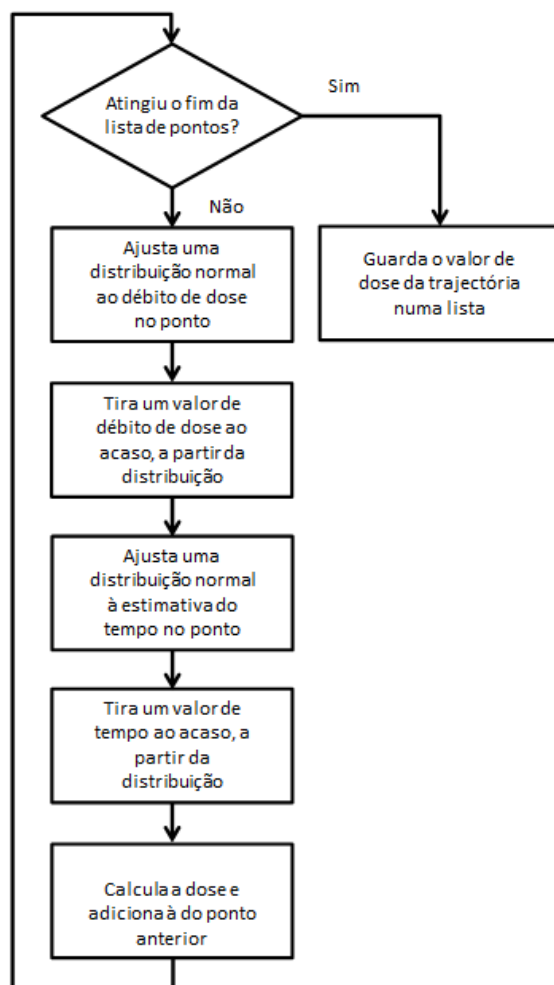 Atingiu o fim da
lista de pontos?
Sim
Não
Ajusta uma
distribuição normal
ao débito de dose
no ponto
Guarda o valor de
dose da trajectória
numa lista
Tira um valor de
débito de dose ao
acaso, a partir da
distribuição
Ajusta uma
distribuição normal
à estimativa do
tempo no ponto
Tira um valor de
tempo ao acaso, a
partir da
distribuição
Calcula a dose e
adiciona à do ponto
anterior